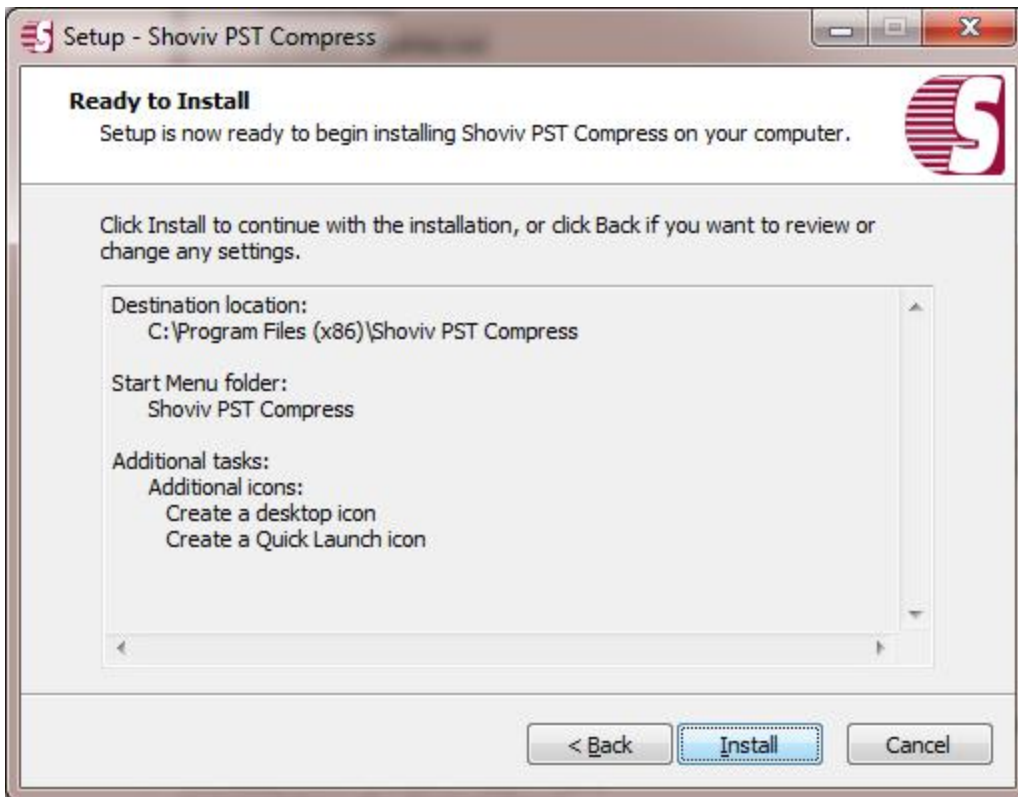 Setup - Shoviv PST Compress
Ready to Install
Setup is now ready to begin installing Shoviv PST Compress on your computer.
S
Click Install to continue with the installation, or click Back if you want to review or
change any settings.
Destination location:
C:\Program Files (x86)\Shoviv PST Compress
Start Menu folder:
Shoviv PST Compress
Additional tasks:
Additional icons:
Create a desktop icon
Create a Quick Launch icon
< Back Install Cancel